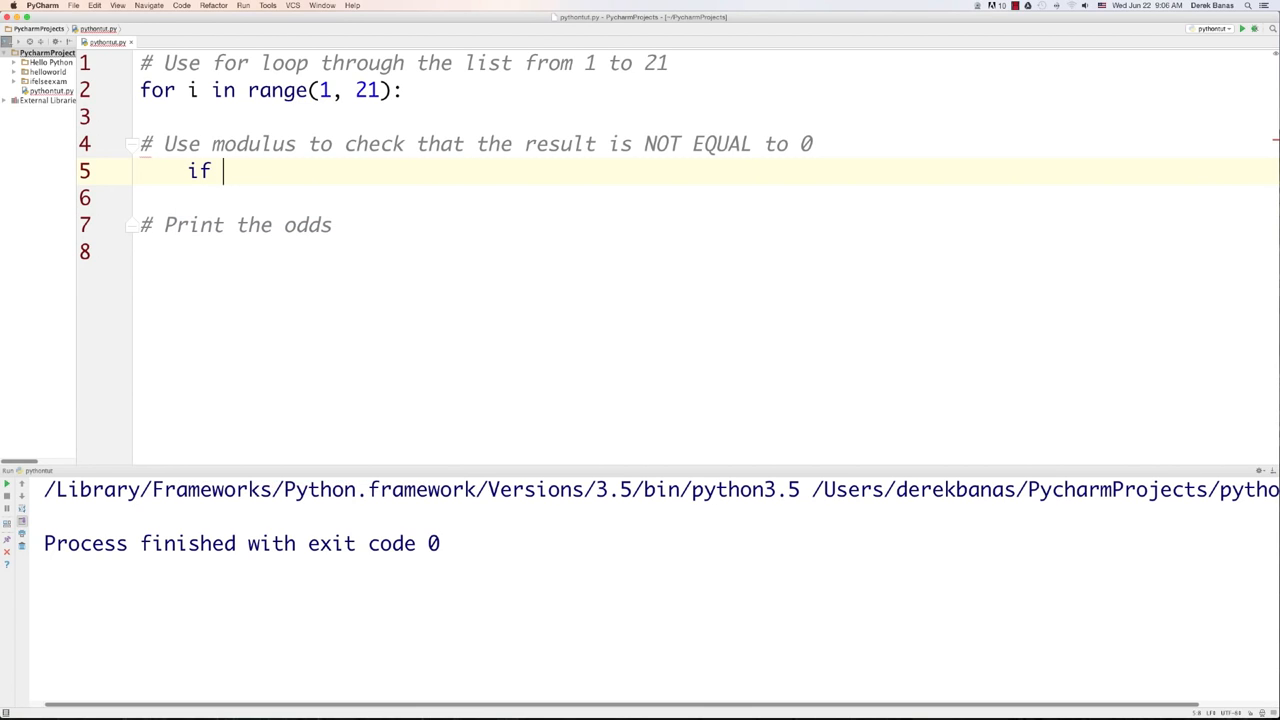 PyCharm File Edit View Navigate Code Refactor Run Tools VCS Window Help 10 Wed Jun 22 9:06 AM Derek Banas
pythontut.py - PycharmProjects - [~/PycharmProjects]
PycharmProjects pythontut.py pythontut
pythontut.py
PycharmProject
Hello Python
helloworld
ifelseexam
pythontut.py
External Librarie
1 # Use for loop through the list from 1 to 21
2 for i in range(1, 21):
3
4 # Use modulus to check that the result is NOT EQUAL to 0
5 if
6
7 # Print the odds
8
Run pythontut
/Library/Frameworks/Python.framework/Versions/3.5/bin/python3.5 /Users/derekbanas/PycharmProjects/pytho
Process finished with exit code 0
5:8 LF UTF-8